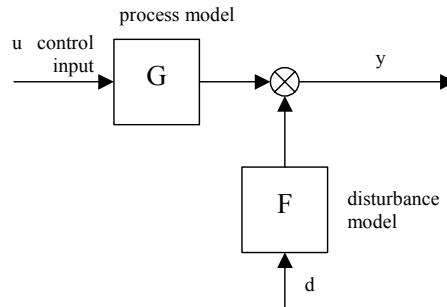 process model
u control
input
G
y
F
disturbance
model
d